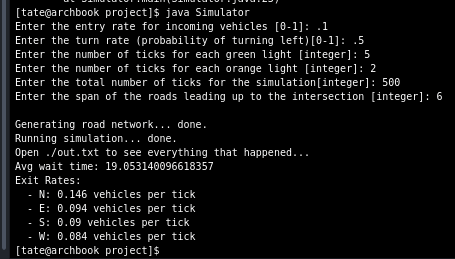 at Simulator.main(Simulator.java:25)
[tate@archbook project]$ java Simulator
Enter the entry rate for incoming vehicles [0-1]: .1
Enter the turn rate (probability of turning left)[0-1]: .5
Enter the number of ticks for each green light [integer]: 5
Enter the number of ticks for each orange light [integer]: 2
Enter the total number of ticks for the simulation[integer]: 500
Enter the span of the roads leading up to the intersection [integer]: 6
Generating road network... done.
Running simulation... done.
Open ./out.txt to see everything that happened...
Avg wait time: 19.053140096618357
Exit Rates:
- N: 0.146 vehicles per tick
- E: 0.094 vehicles per tick
- S: 0.09 vehicles per tick
- W: 0.084 vehicles per tick
[tate@archbook project]$